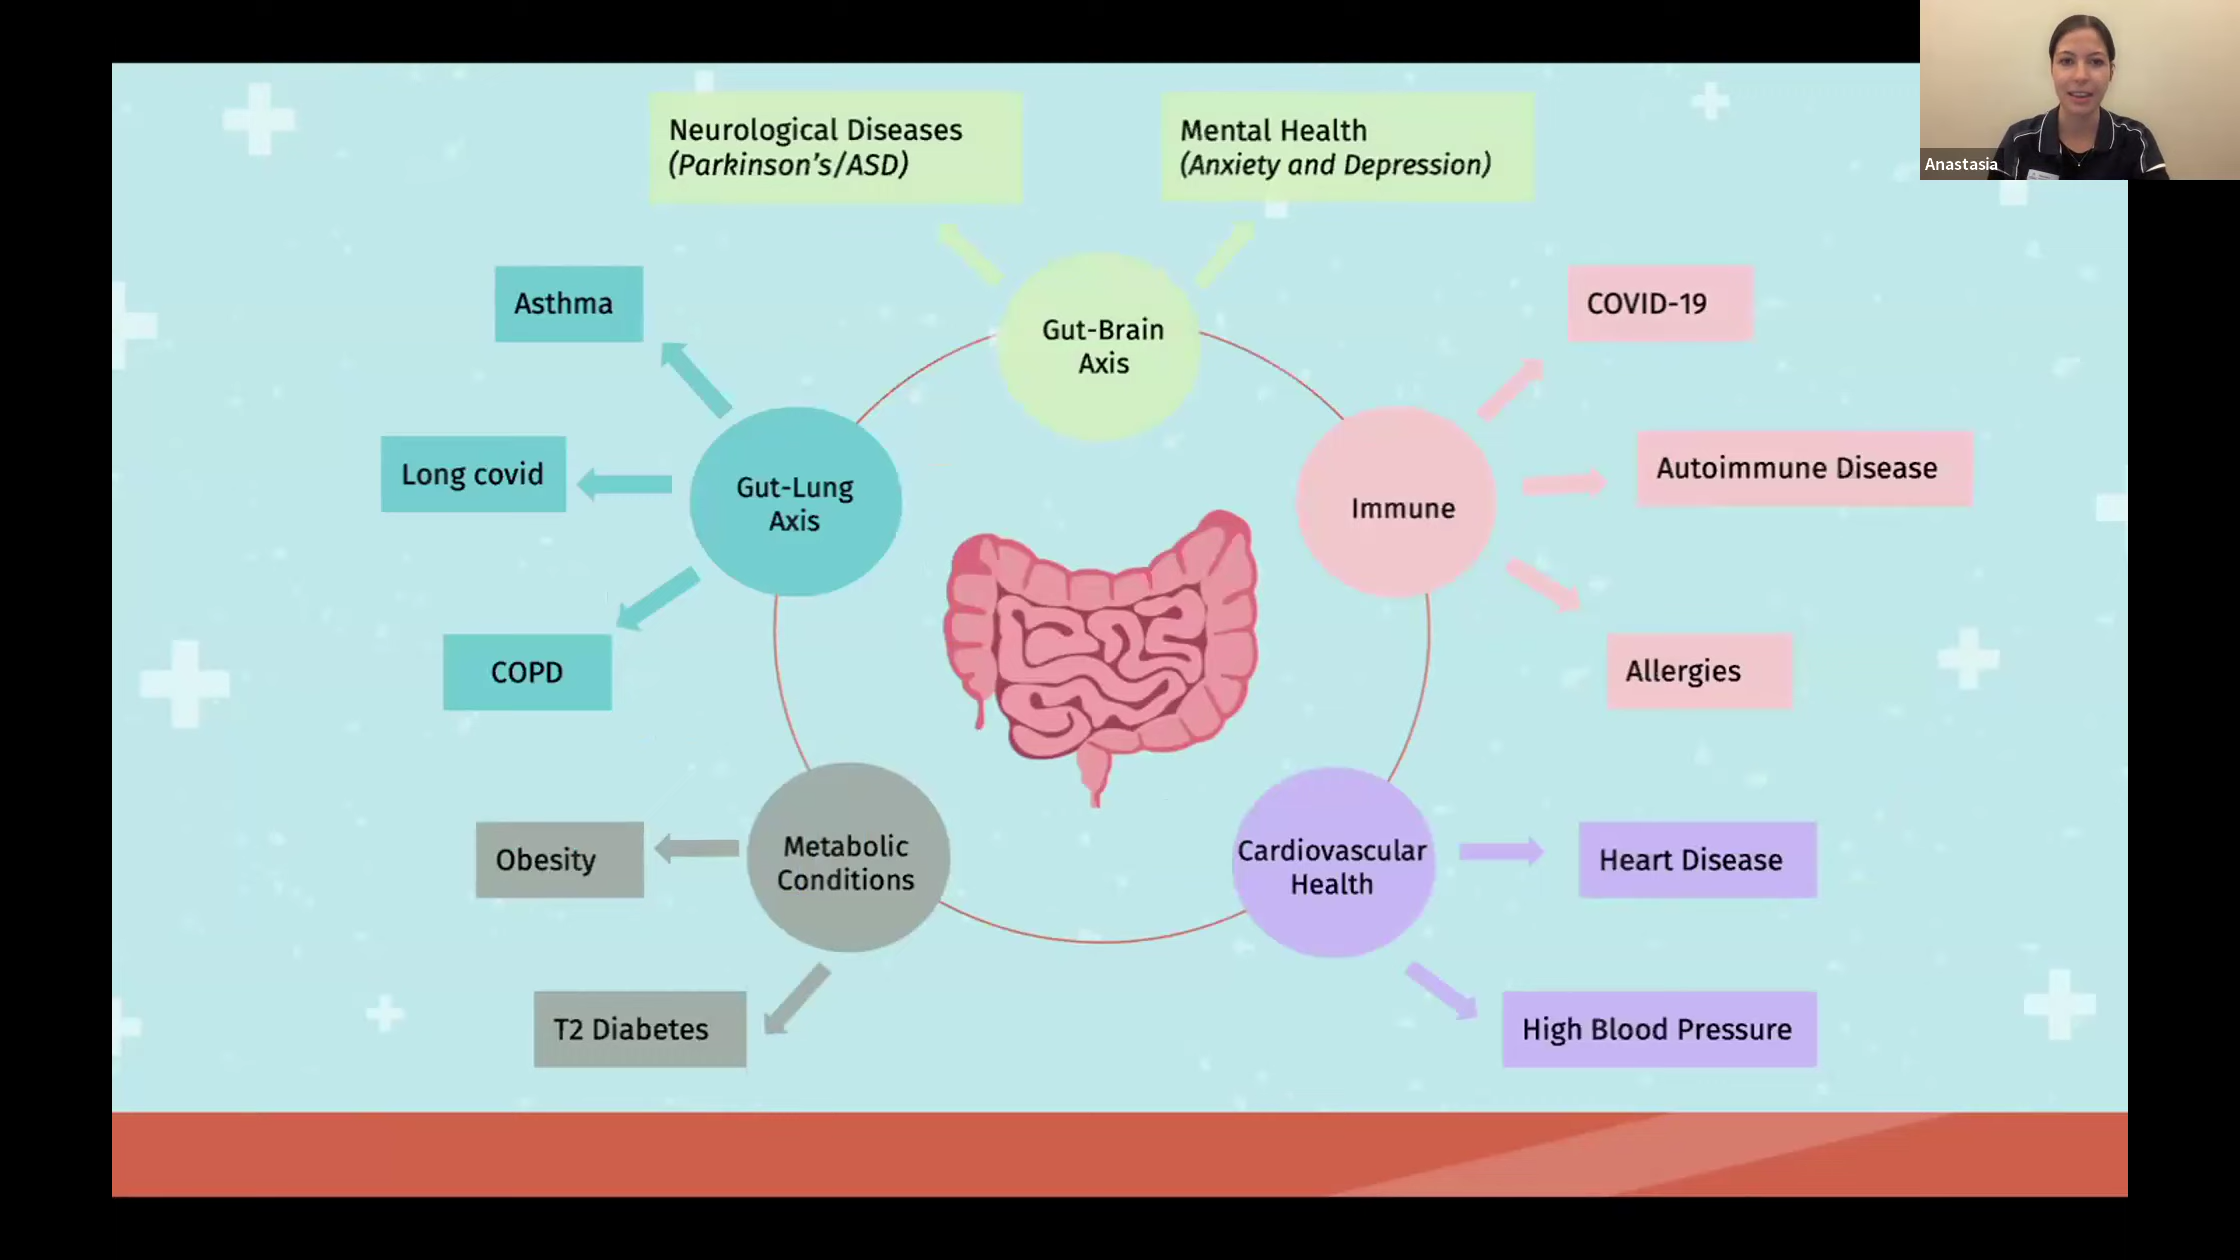 Anastasia
Neurological Diseases
(Parkinson's/ASD)
Mental Health
(Anxiety and Depression)
Asthma
COVID-19
Gut-Brain
Axis
Long covid
Gut-Lung
Axis
Immune
Autoimmune Disease
COPD
Allergies
Obesity
Metabolic
Conditions
Cardiovascular
Health
Heart Disease
T2 Diabetes
High Blood Pressure